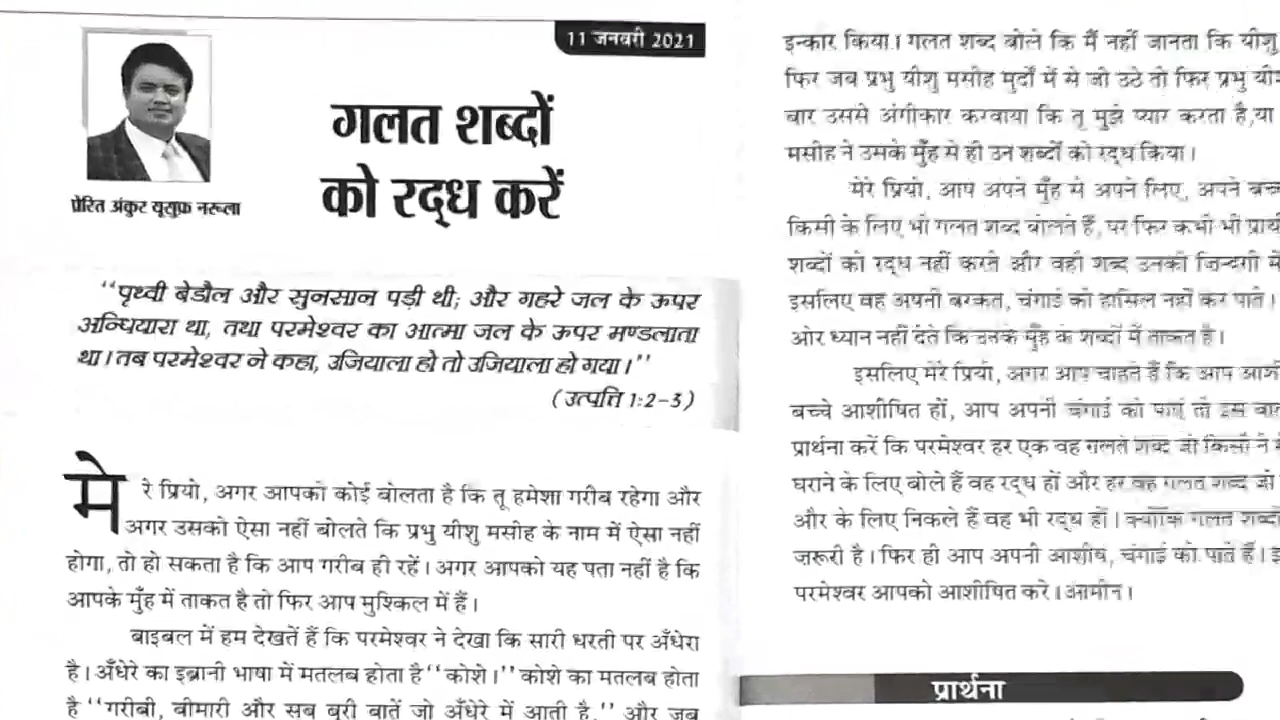 11 जनवरी 2021
गलत शब्दों
को रद्ध करें
प्रेरित अंकुर यूसुफ़ नरूला
‘‘पृथ्वी बेडौल और सुनसान पड़ी थी; और गहरे जल के ऊपर
अन्धियारा था, तथा परमेश्वर का आत्मा जल के ऊपर मण्डलाता
था। तब परमेश्वर ने कहा, उजियाला हो तो उजियाला हो गया।’’
(उत्पत्ति 1:2-3)
मेरे प्रियो, अगर आपको कोई बोलता है कि तू हमेशा गरीब रहेगा और
अगर उसको ऐसा नहीं बोलते कि प्रभु यीशु मसीह के नाम में ऐसा नहीं
होगा, तो हो सकता है कि आप गरीब ही रहें। अगर आपको यह पता नहीं है कि
आपके मुँह में ताकत है तो फिर आप मुश्किल में हैं।
बाइबल में हम देखतें हैं कि परमेश्वर ने देखा कि सारी धरती पर अँधेरा
है। अँधेरे का इब्रानी भाषा में मतलब होता है ‘‘कोशे।’’ कोशे का मतलब होता
है ‘‘गरीबी, बीमारी और सब बुरी बातें जो अँधेरे में आती है,’’ और जब
इन्कार किया। गलत शब्द बोले कि मैं नहीं जानता कि यीशु
फिर जब प्रभु यीशु मसीह मुर्दों में से जी उठे तो फिर प्रभु
बार उससे अंगीकार करवाया कि तू मुझे प्यार करता है,या
मसीह ने उसके मुँह से ही उन शब्दों को रद्ध किया।
मेरे प्रियो, आप अपने मुँह से अपने लिए, अपने
किसी के लिए भी गलत शब्द बोलते हैं, पर फिर कभी भी
शब्दों को रद्ध नहीं करते और वही शब्द उनकी जिन्दगी में
इसलिए वह अपनी बरकत, चंगाई को हासिल नहीं कर पाते।
ओर ध्यान नहीं देते कि उनके मुँह के शब्दों में ताकत है।
इसलिए मेरे प्रियो, अगर आप चाहते हैं कि आप
बच्चे आशीषित हों, आप अपनी चंगाई को पाएं तो इस
प्रार्थना करें कि परमेश्वर हर एक वह गलत शब्द जो किसी ने
घराने के लिए बोले हैं वह रद्ध हों और हर वह गलत शब्द जो
और के लिए निकले हैं वह भी रद्ध हों। क्योंकि गलत शब्दों
ज़रूरी है। फिर ही आप अपनी आशीष, चंगाई को पाते हैं।
परमेश्वर आपको आशीषित करे। आमीन।
प्रार्थना